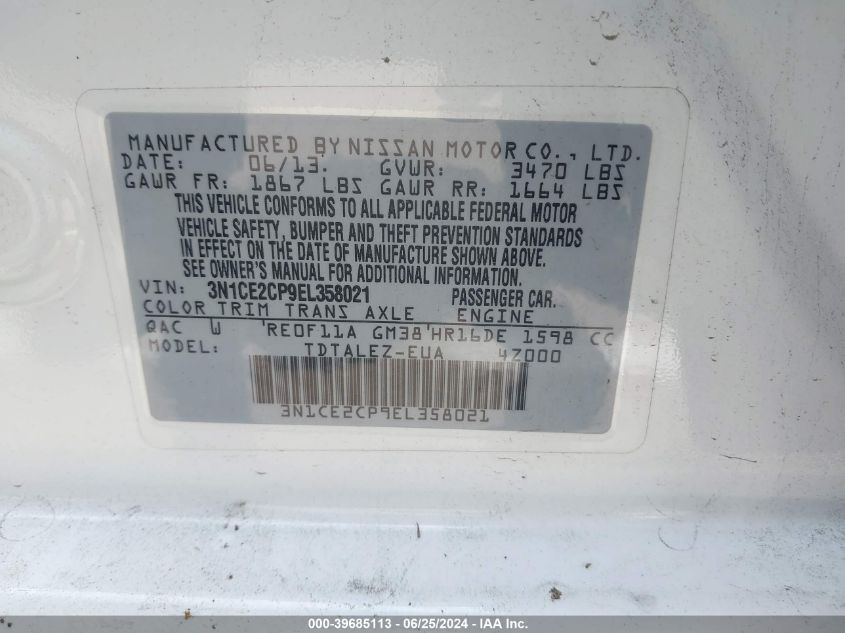 MANUFACTURED BY NISSAN MOTOR CO., LTD.
DATE: 06/13. GVWR: 3470 LBS
GAWR FR: 1867 LBS GAWR RR: 1664 LBS
THIS VEHICLE CONFORMS TO ALL APPLICABLE FEDERAL MOTOR
VEHICLE SAFETY, BUMPER AND THEFT PREVENTION STANDARDS
IN EFFECT ON THE DATE OF MANUFACTURE SHOWN ABOVE.
SEE OWNER'S MANUAL FOR ADDITIONAL INFORMATION.
VIN: 3N1CE2CP9EL358021 PASSENGER CAR.
COLOR TRIM TRANS AXLE ENGINE
QAC W 'RE0F11A GM38'HR16DE 1598 CC
MODEL: TDTALEZ-EUA 4Z000
3N1CE2CP9EL358021
000-39685113 - 06/25/2024 - IAAI.com.